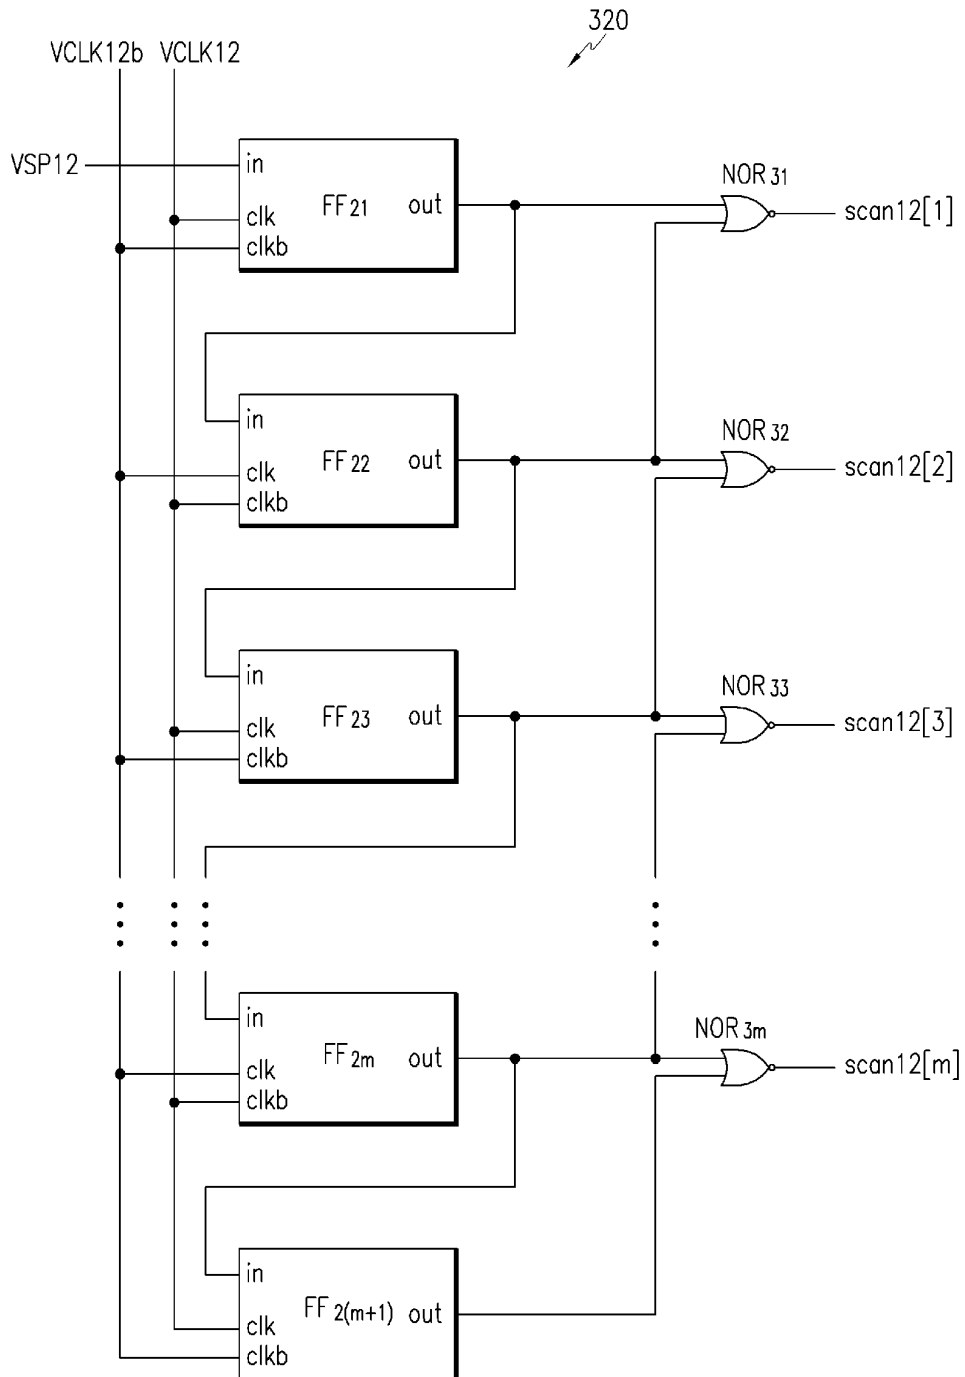 320
VCLK12b VCLK12
VSP12
in
FF21 out
clk
clkb
NOR31
scan12[1]
in
FF22 out
clk
clkb
NOR32
scan12[2]
in
FF23 out
clk
clkb
NOR33
scan12[3]
in
FF2m out
clk
clkb
NOR3m
scan12[m]
in
FF2(m+1) out
clk
clkb